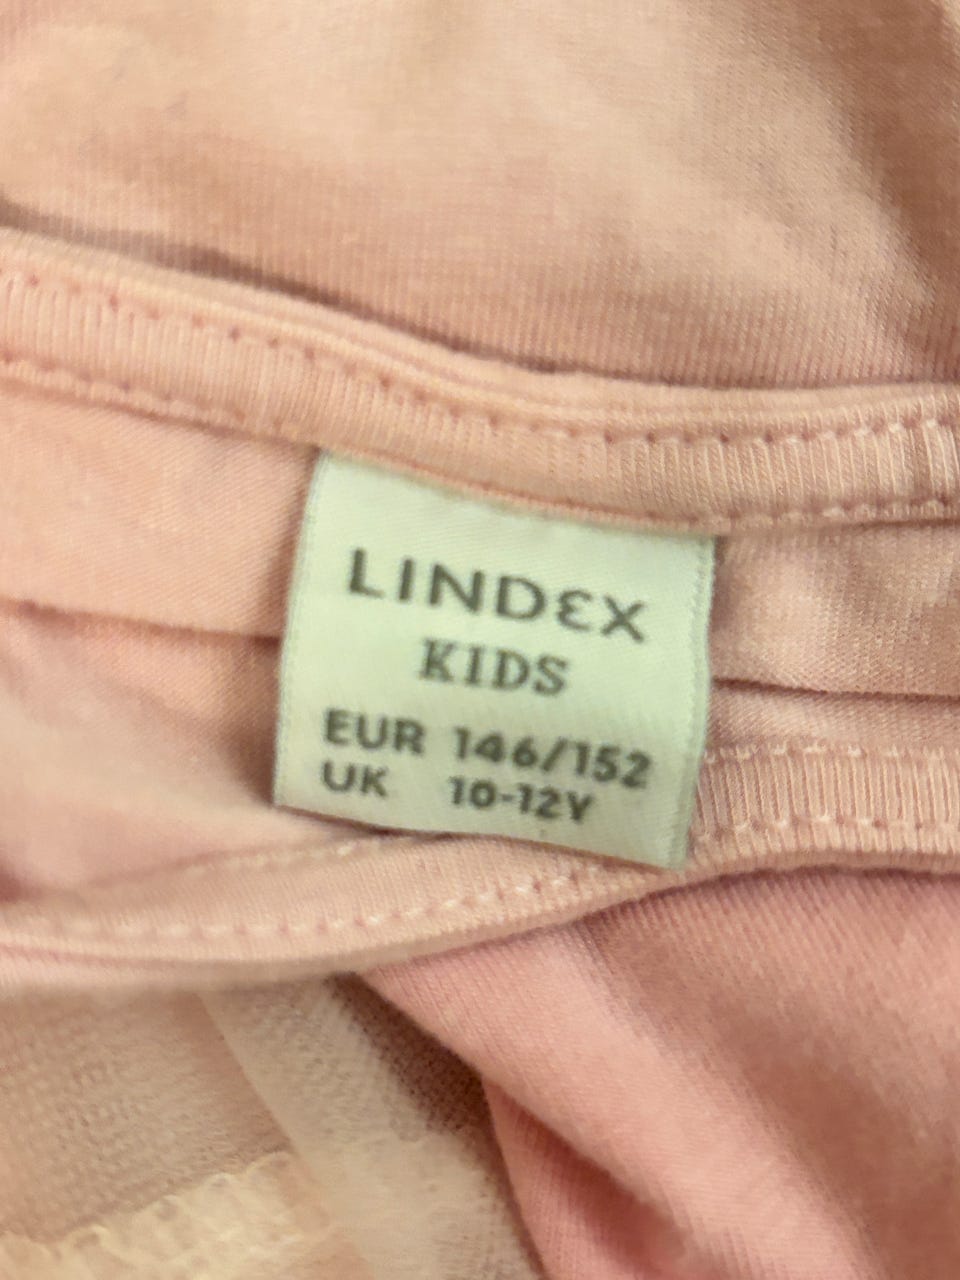 LINDEX
KIDS
EUR 146/152
UK 10-12Y